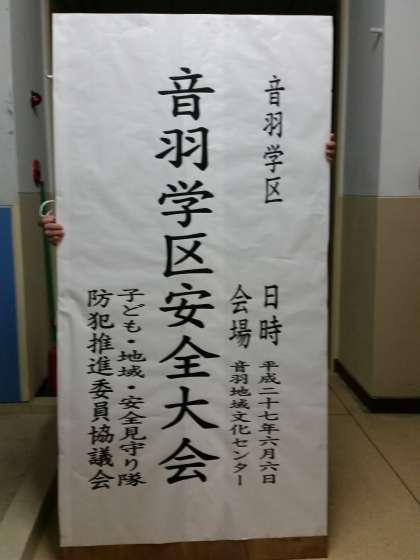 音羽学区
日時 平成二十七年六月六日
会場 音羽地域文化センター
音羽学区安全大会
子ども・地域・安全見守り隊
防犯推進委員協議会